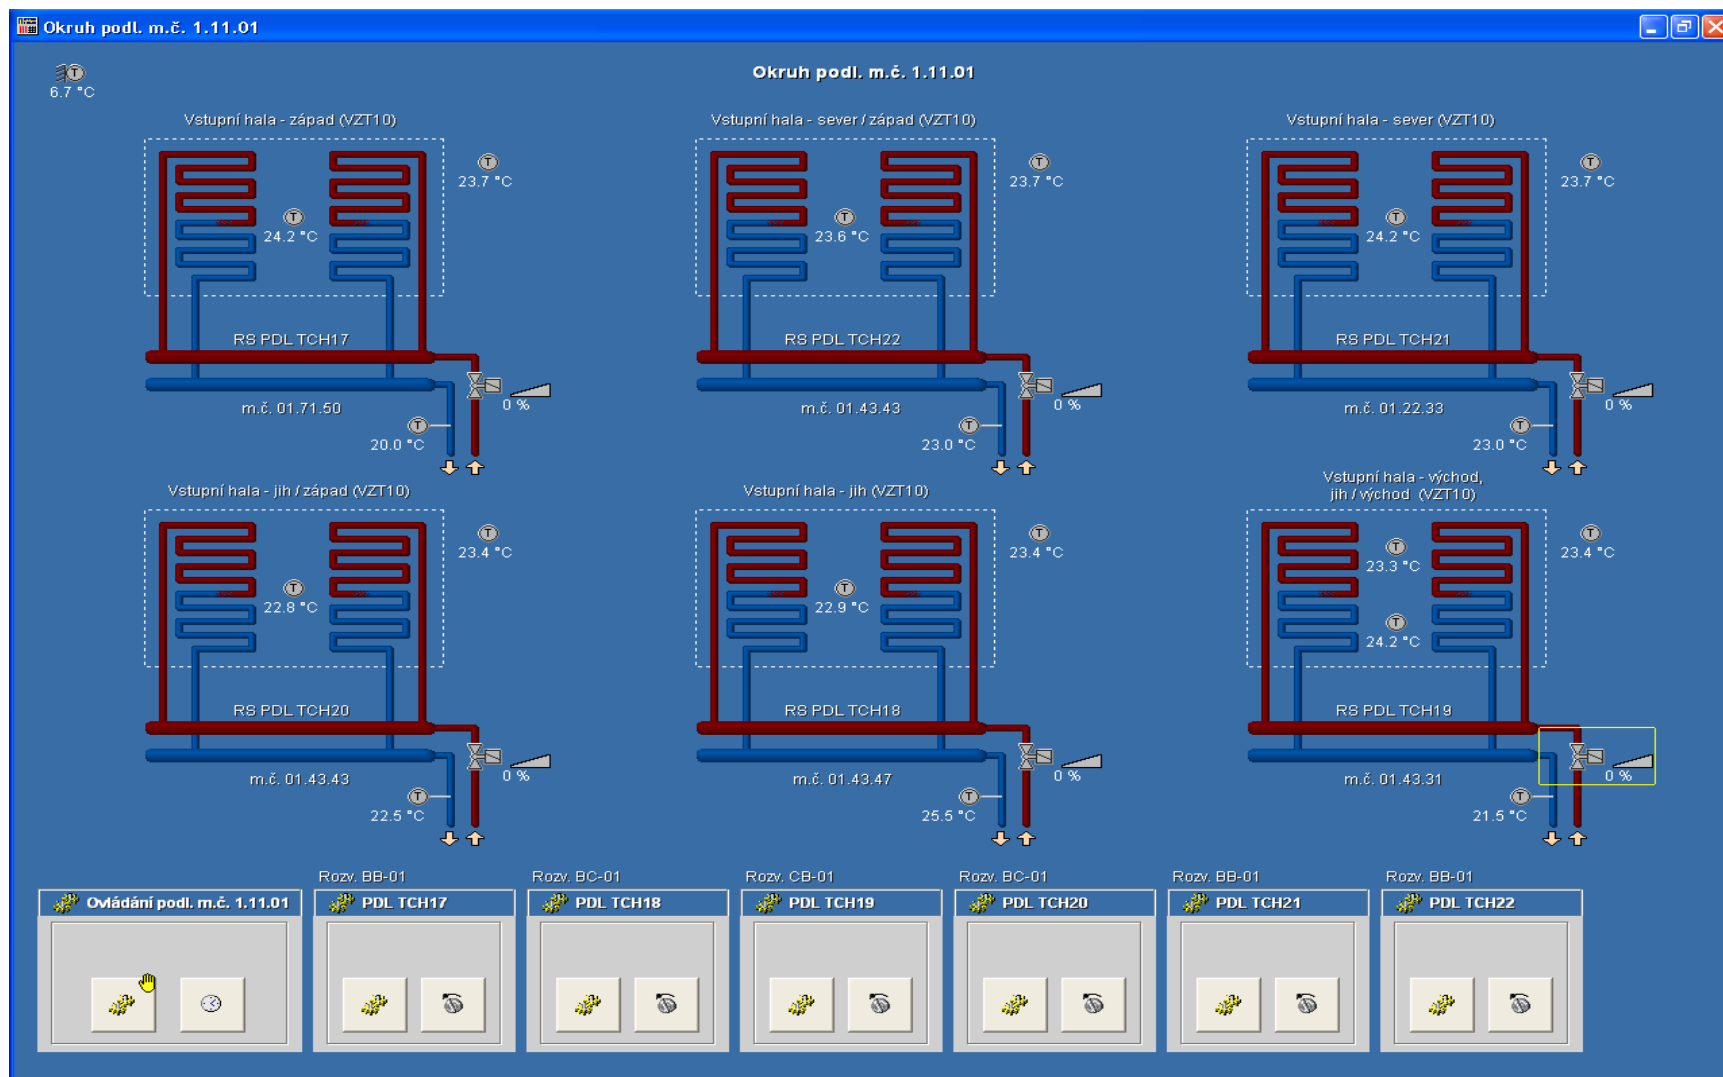 Okruh podl. m.č. 1.11.01
Okruh podl. m.č. 1.11.01
T
6.7 °C
Vstupní hala - západ (VZT10)
T
23.7 °C
T
24.2 °C
RS PDL TCH17
0 %
m.č. 01.71.50
T
20.0 °C
Vstupní hala - sever / západ (VZT10)
T
23.7 °C
T
23.6 °C
RS PDL TCH22
0 %
m.č. 01.43.43
T
23.0 °C
Vstupní hala - sever (VZT10)
T
23.7 °C
T
24.2 °C
RS PDL TCH21
0 %
m.č. 01.22.33
T
23.0 °C
Vstupní hala - jih / západ (VZT10)
T
23.4 °C
T
22.8 °C
RS PDL TCH20
0 %
m.č. 01.43.43
T
22.5 °C
Vstupní hala - jih (VZT10)
T
23.4 °C
T
22.9 °C
RS PDL TCH18
0 %
m.č. 01.43.47
T
25.5 °C
Vstupní hala - východ,
jih / východ (VZT10)
T
23.4 °C
T
23.3 °C
T
24.2 °C
RS PDL TCH19
0 %
m.č. 01.43.31
T
21.5 °C
Ovládání podl. m.č. 1.11.01
Rozv. BB-01
PDL TCH17
Rozv. BC-01
PDL TCH18
Rozv. CB-01
PDL TCH19
Rozv. BC-01
PDL TCH20
Rozv. BB-01
PDL TCH21
Rozv. BB-01
PDL TCH22